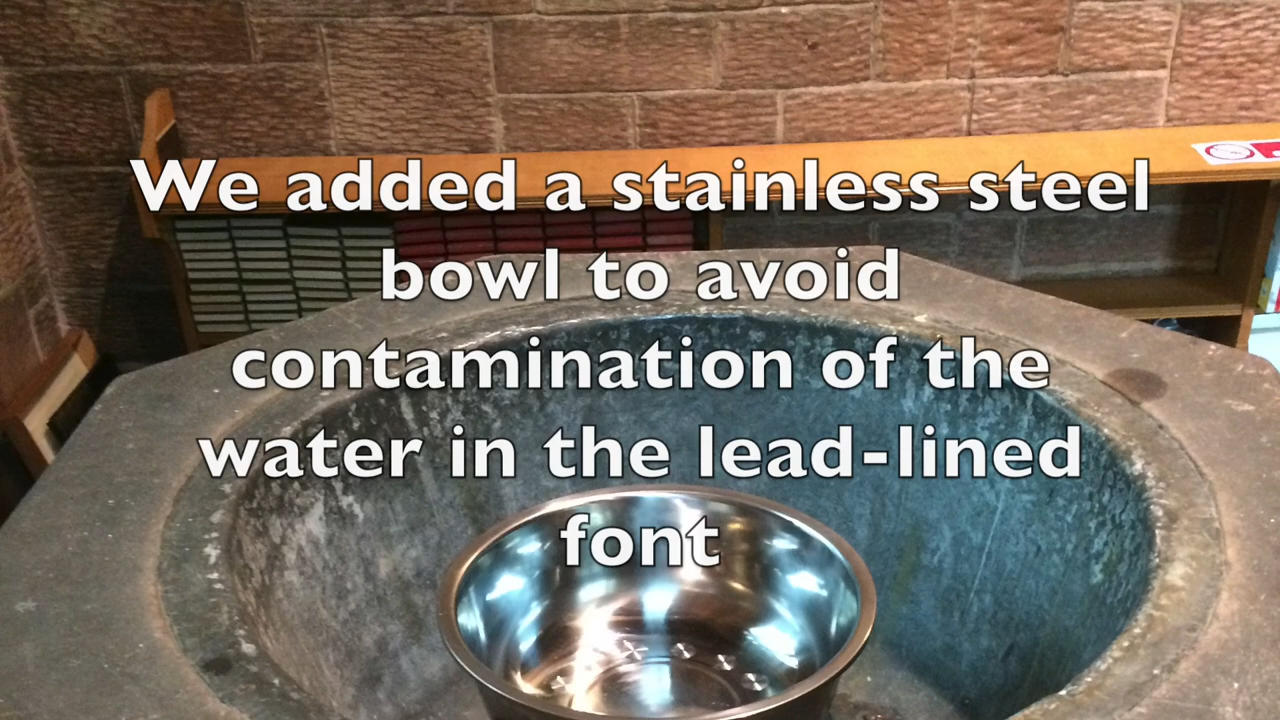 We added a stainless steel
bowl to avoid
contamination of the
water in the lead-lined
font